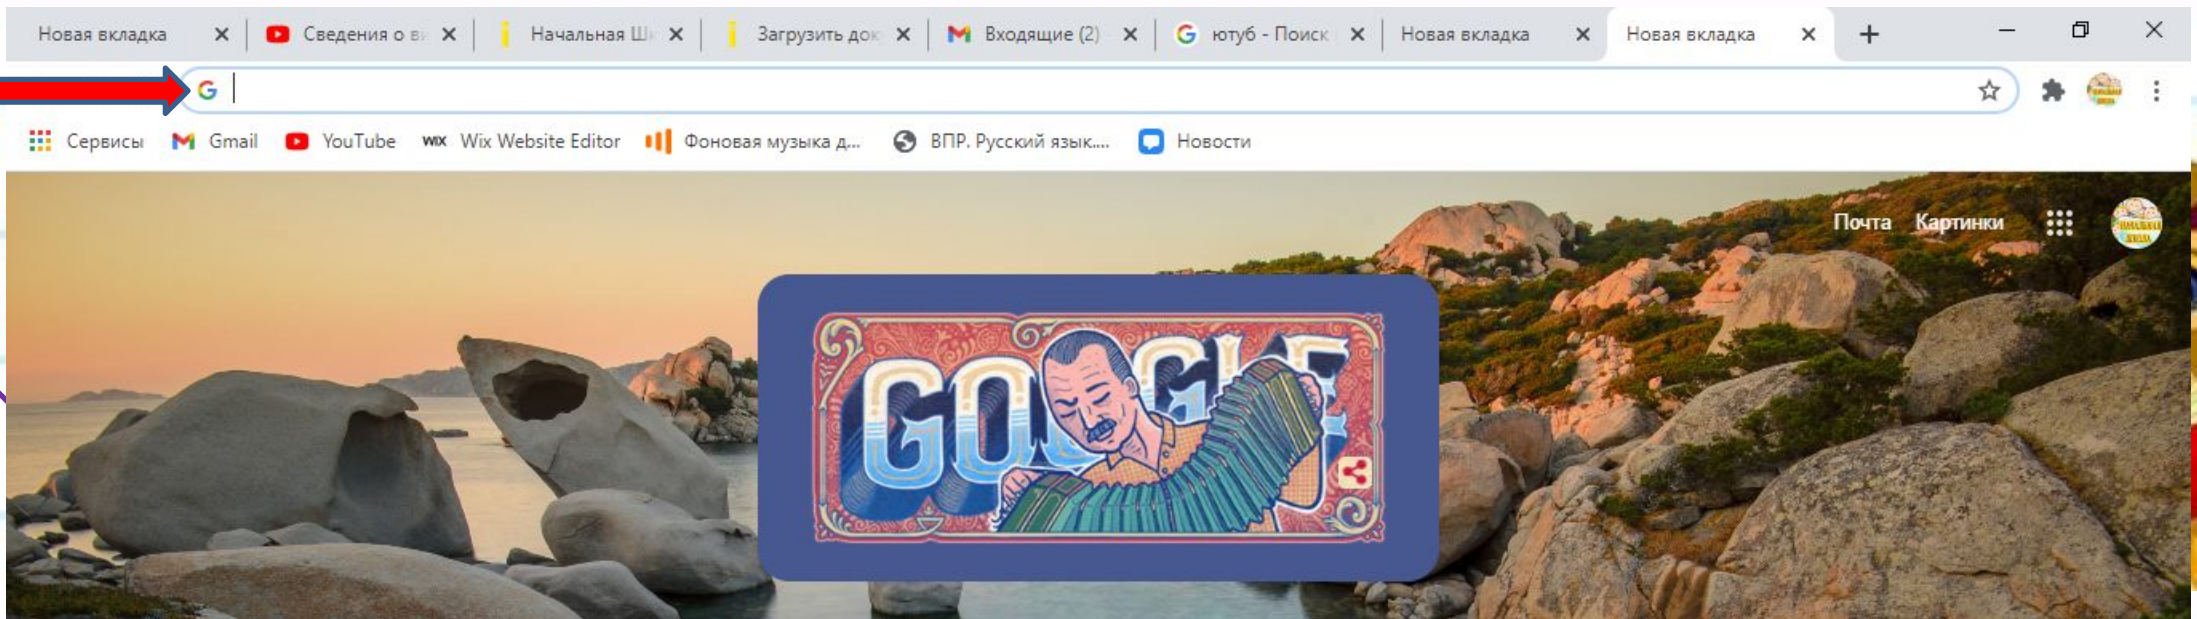 Новая вкладка Сведения о ви Начальная Ш Загрузить док Входящие (2) - ютуб - Поиск Новая вкладка Новая вкладка
Сервисы Gmail YouTube WIX Wix Website Editor Фоновая музыка д... ВПР. Русский язык.... Новости
Почта Картинки
GOOGLE